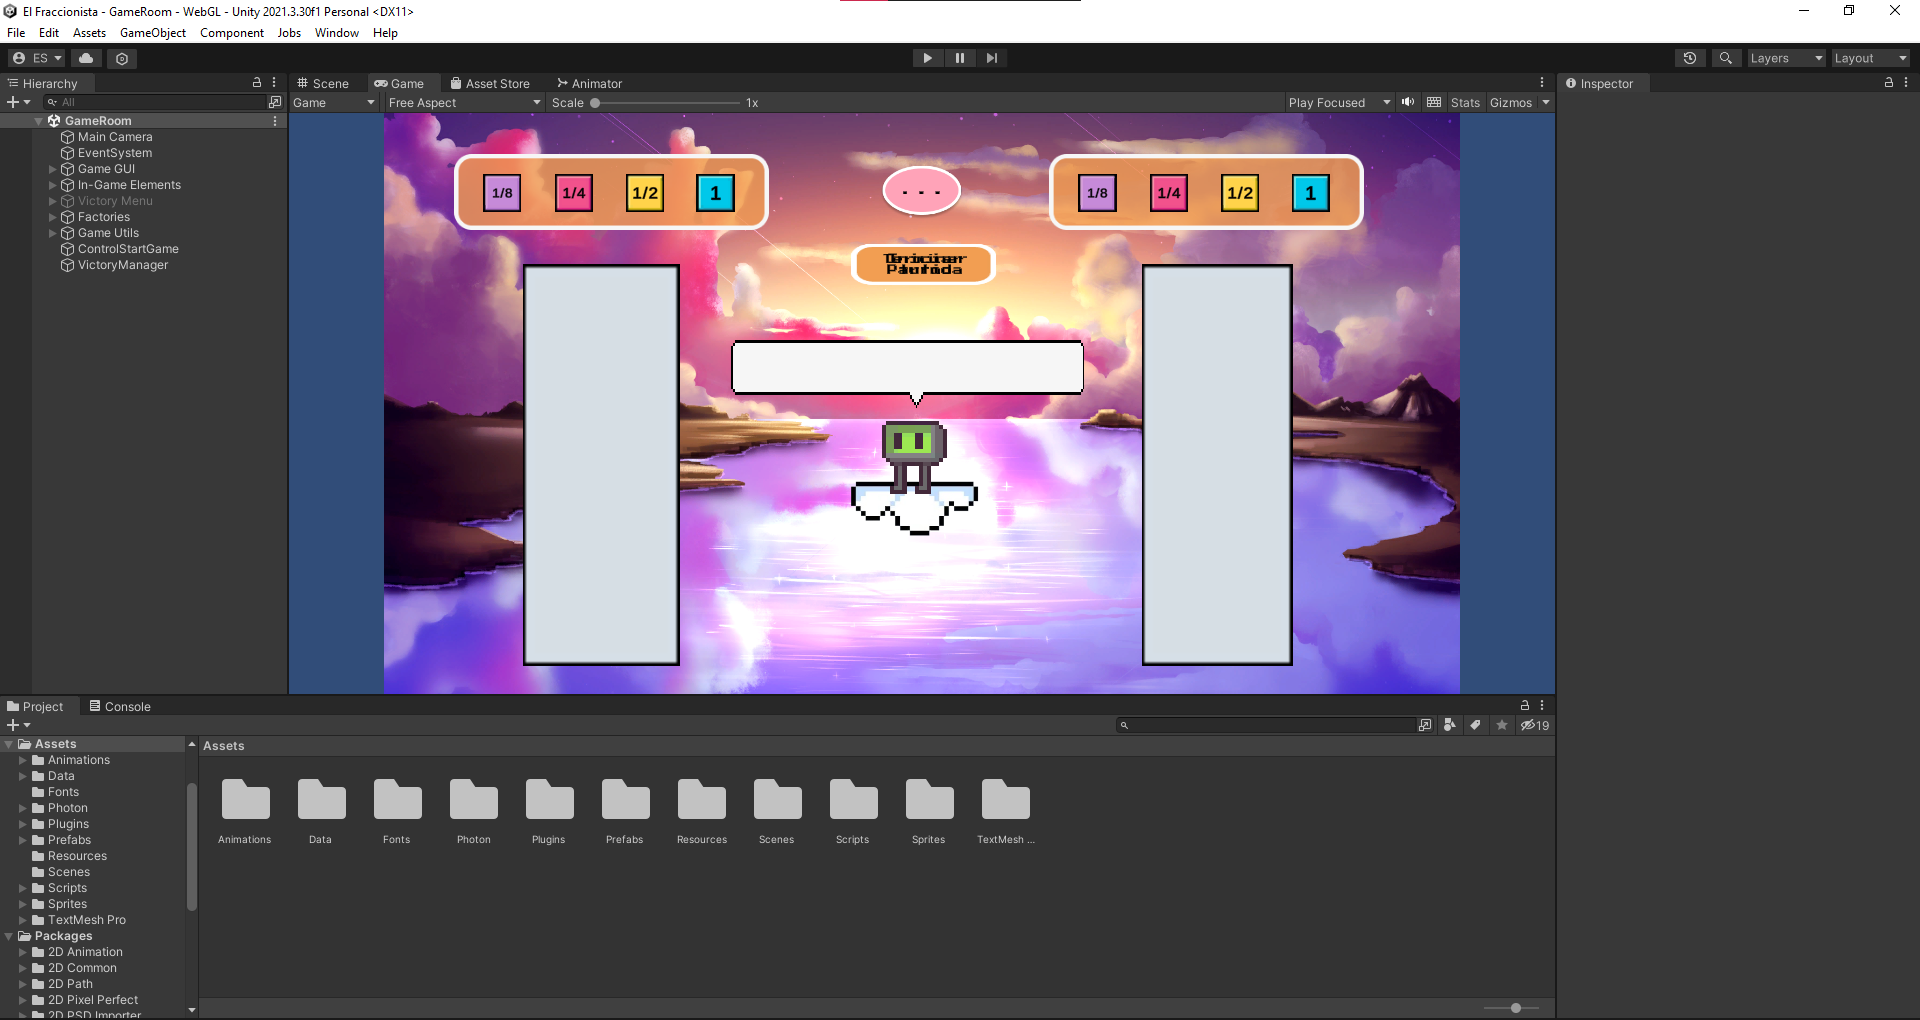 El Fraccionista - GameRoom - WebGL - Unity 2021.3.30f1 Personal <DX11>
File Edit Assets GameObject Component Jobs Window Help
ES Layers Layout
Hierarchy
All
GameRoom
Main Camera
EventSystem
Game GUI
In-Game Elements
Victory Menu
Factories
Game Utils
ControlStartGame
VictoryManager
Scene Game Asset Store Animator
Game Free Aspect Scale 1x Play Focused Stats Gizmos
1/8 1/4 1/2 1
- - -
1/8 1/4 1/2 1
Inspector
Project Console
19
Assets
Animations
Data
Fonts
Photon
Plugins
Prefabs
Resources
Scenes
Scripts
Sprites
TextMesh Pro
Packages
2D Animation
2D Common
2D Path
2D Pixel Perfect
2D PSD Importer
Assets
Animations Data Fonts Photon Plugins Prefabs Resources Scenes Scripts Sprites TextMesh ...